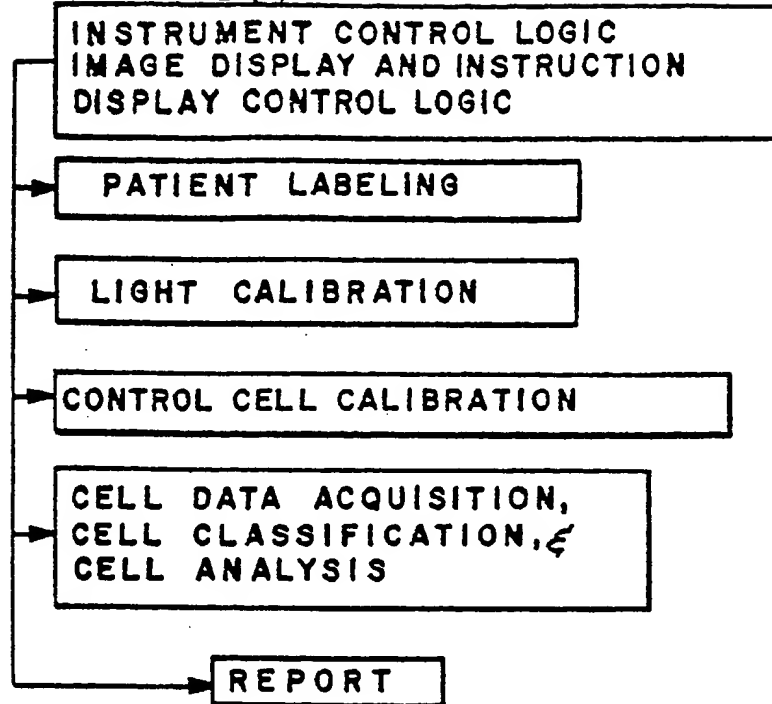 INSTRUMENT CONTROL LOGIC
IMAGE DISPLAY AND INSTRUCTION
DISPLAY CONTROL LOGIC
PATIENT LABELING
LIGHT CALIBRATION
CONTROL CELL CALIBRATION
CELL DATA ACQUISITION,
CELL CLASSIFICATION, &
CELL ANALYSIS
REPORT